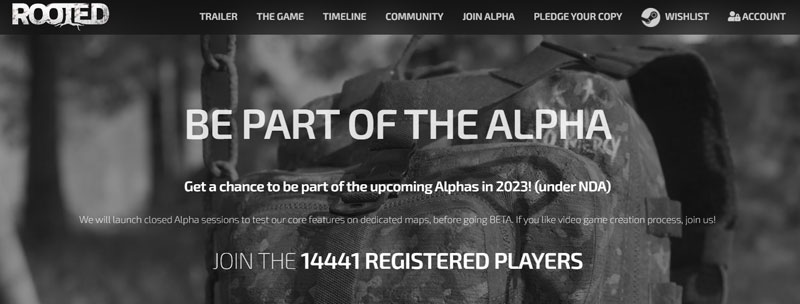 ROOTED
TRAILER THE GAME TIMELINE COMMUNITY JOIN ALPHA PLEDGE YOUR COPY WISHLIST ACCOUNT
BE PART OF THE ALPHA
NO MERCY
Get a chance to be part of the upcoming Alphas in 2023! (under NDA)
We will launch closed Alpha sessions to test our core features on dedicated maps, before going BETA. If you like video game creation process, join us!
JOIN THE 14441 REGISTERED PLAYERS